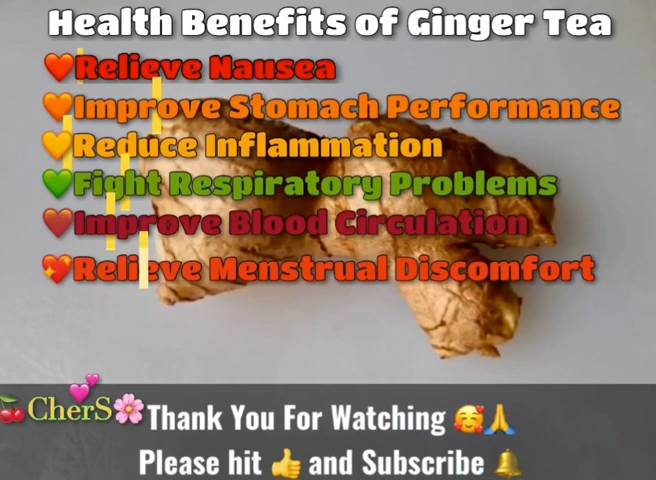 Health Benefits of Ginger Tea
❤️Relieve Nausea
🧡Improve Stomach Performance
💛Reduce Inflammation
💚Fight Respiratory Problems
❤️Improve Blood Circulation
💖Relieve Menstrual Discomfort
🍒CherS🌸
Thank You For Watching 🥰🙏
Please hit 👍 and Subscribe 🔔